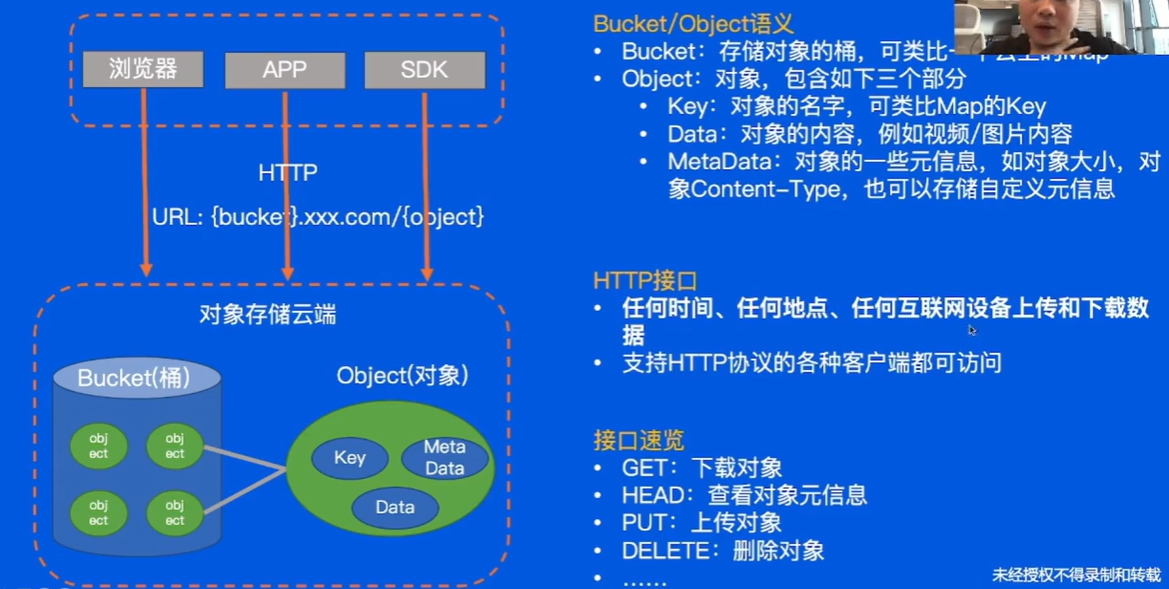 浏览器
APP
SDK
HTTP
URL: {bucket}.xxx.com/{object}
对象存储云端
Bucket(桶)
obj
ect
obj
ect
obj
ect
obj
ect
Object(对象)
Key
Meta
Data
Data
Bucket/Object语义
• Bucket：存储对象的桶，可类比一个云上的Map
• Object：对象，包含如下三个部分
• Key：对象的名字，可类比Map的Key
• Data：对象的内容，例如视频/图片内容
• MetaData：对象的一些元信息，如对象大小，对
象Content-Type，也可以存储自定义元信息
HTTP接口
• 任何时间、任何地点、任何互联网设备上传和下载数
据
• 支持HTTP协议的各种客户端都可访问
接口速览
• GET：下载对象
• HEAD：查看对象元信息
• PUT：上传对象
• DELETE：删除对象
• ......
未经授权不得录制和转载